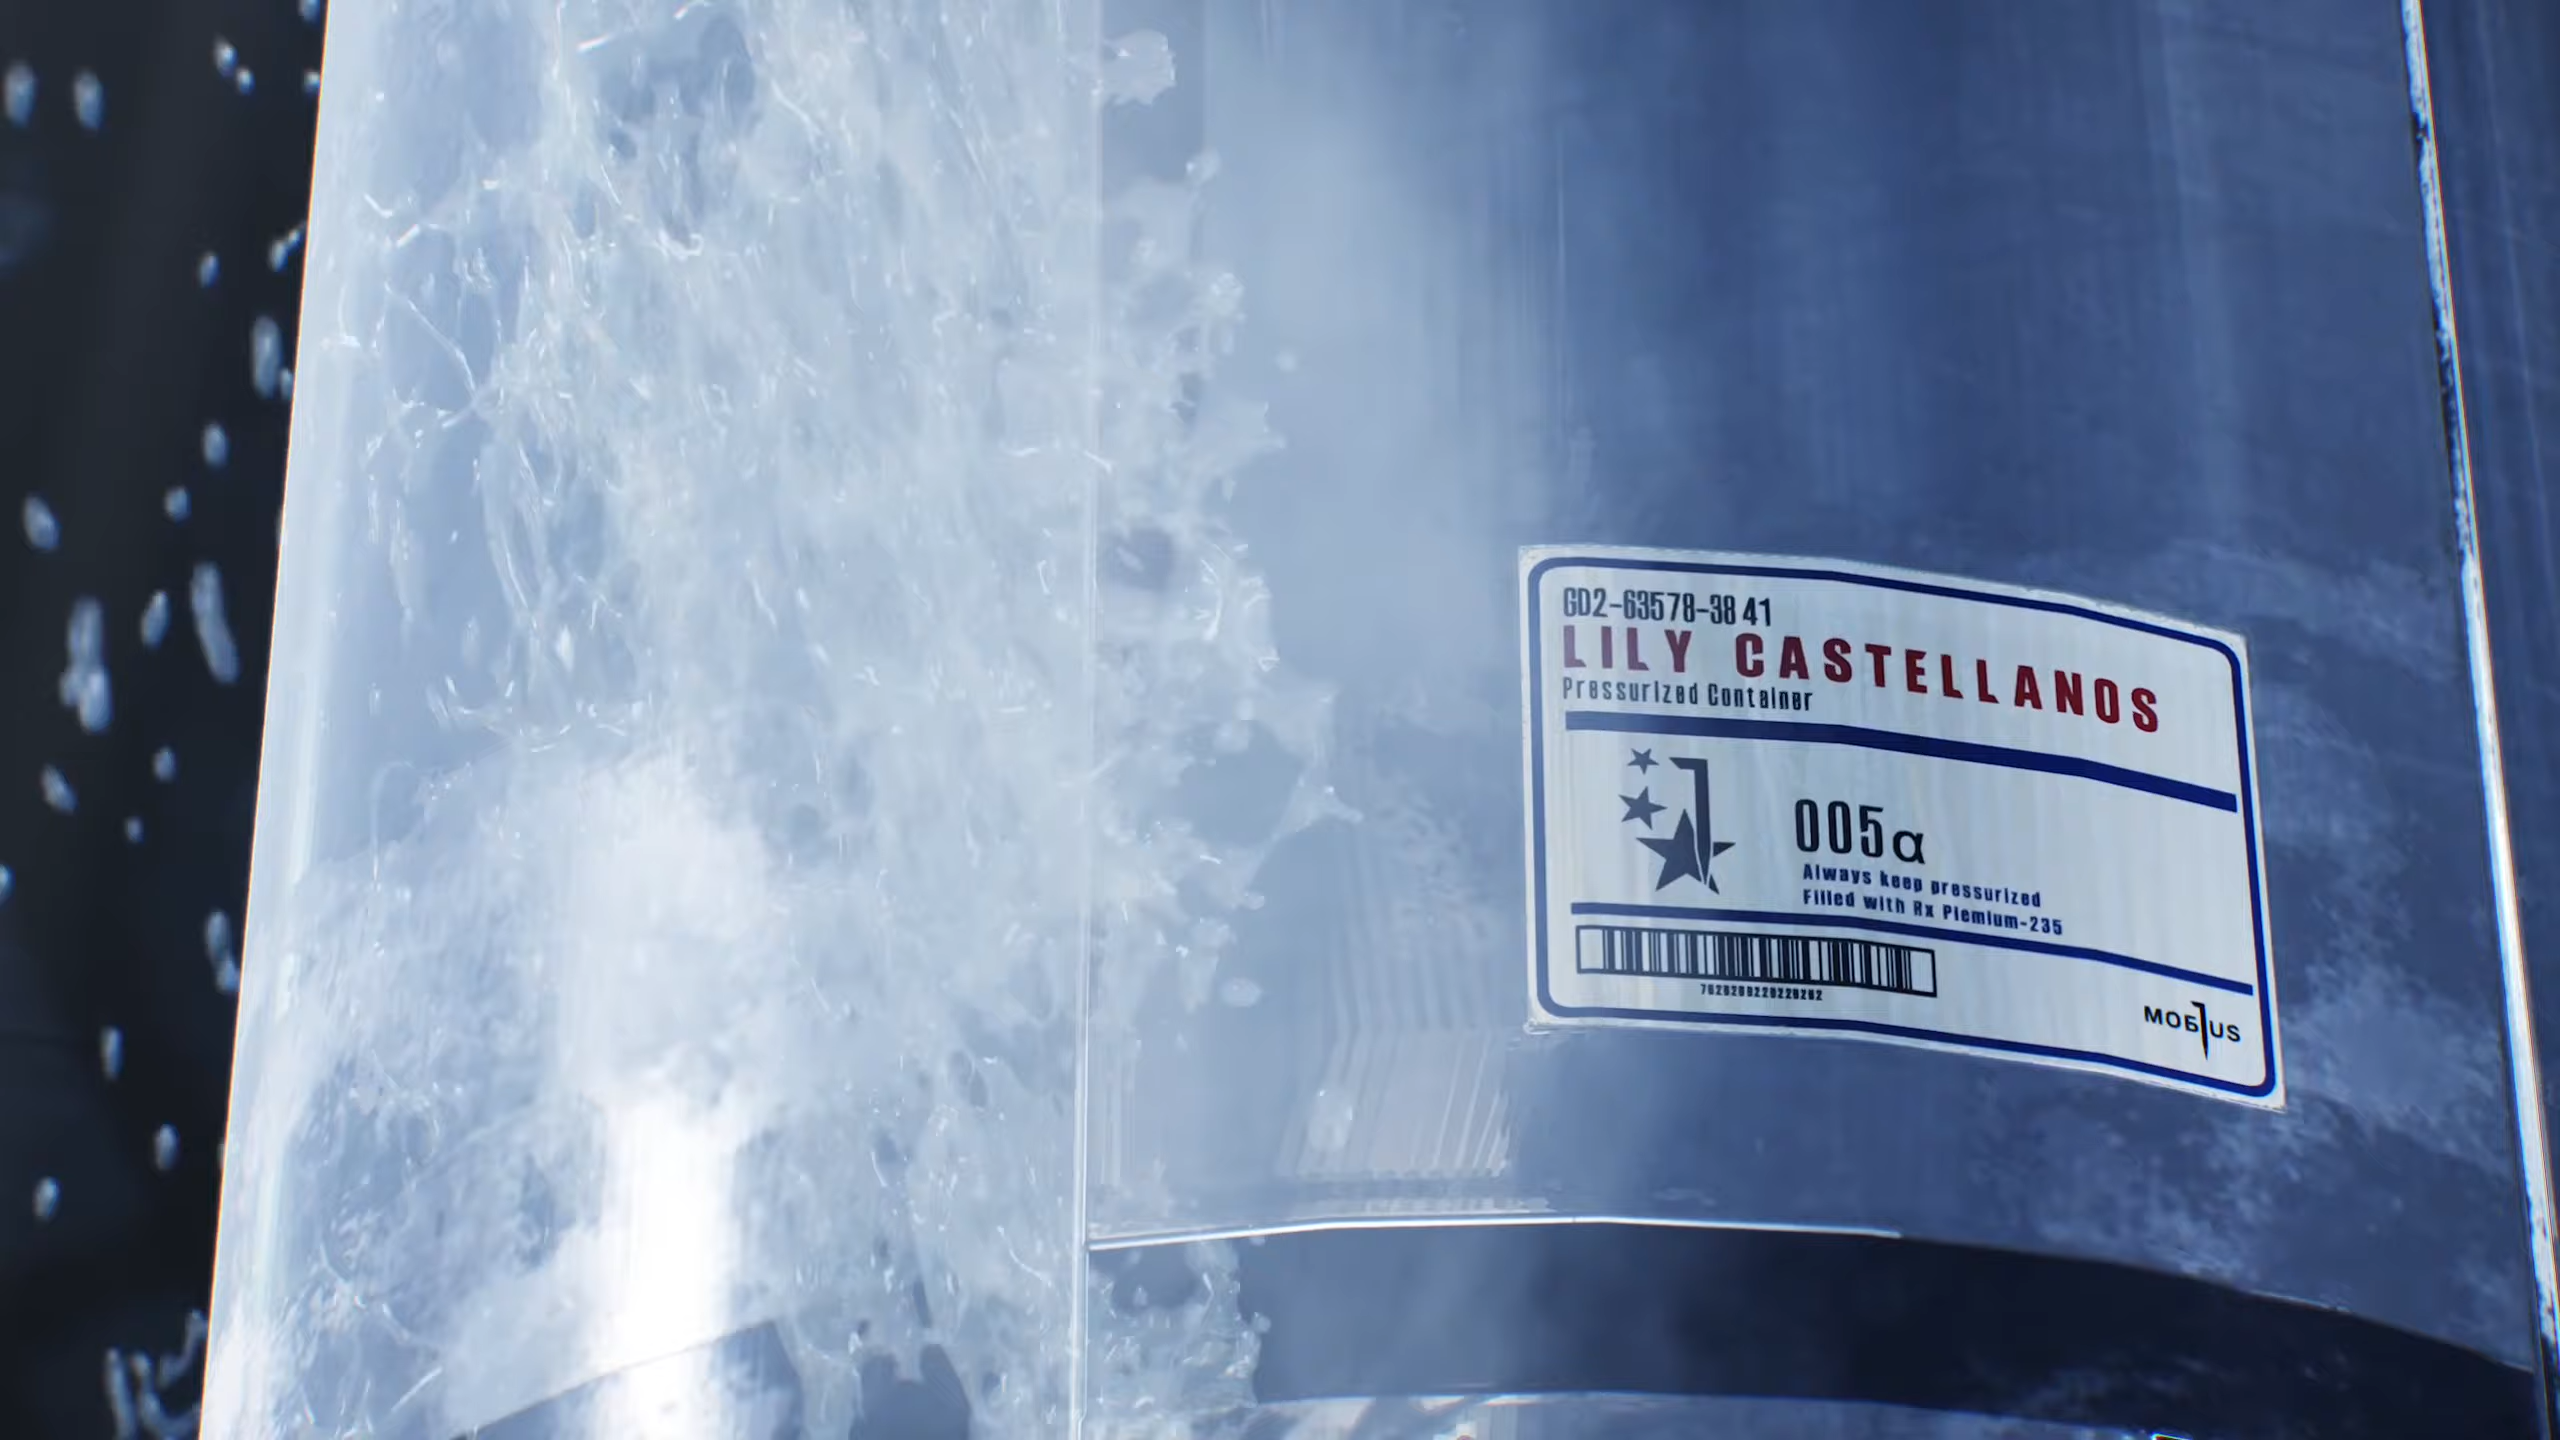 GD2-63578-38 41
LILY CASTELLANOS
Pressurized Container
005α
Always keep pressurized
Filled with Rx Plemium-235
MOBIUS